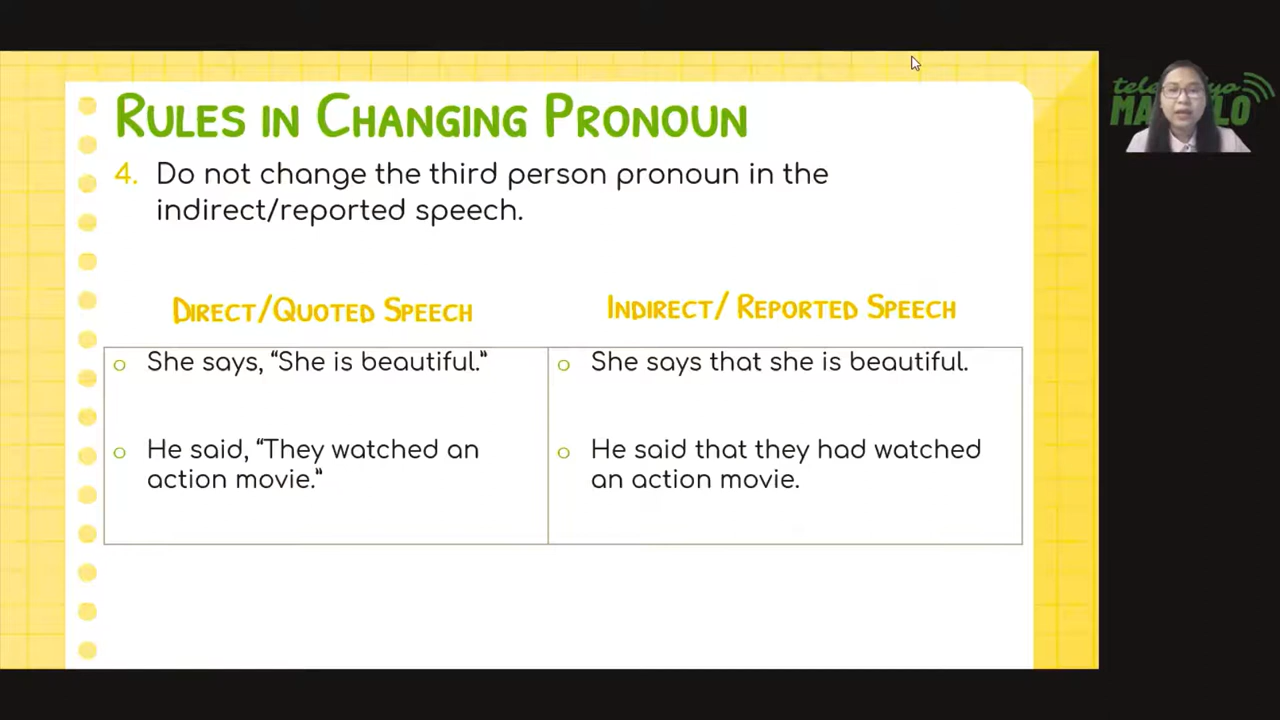 RULES IN CHANGING PRONOUN
4. Do not change the third person pronoun in the
indirect/reported speech.
DIRECT/QUOTED SPEECH
INDIRECT/ REPORTED SPEECH
o She says, “She is beautiful.”
o She says that she is beautiful.
o He said, “They watched an
action movie.”
o He said that they had watched
an action movie.